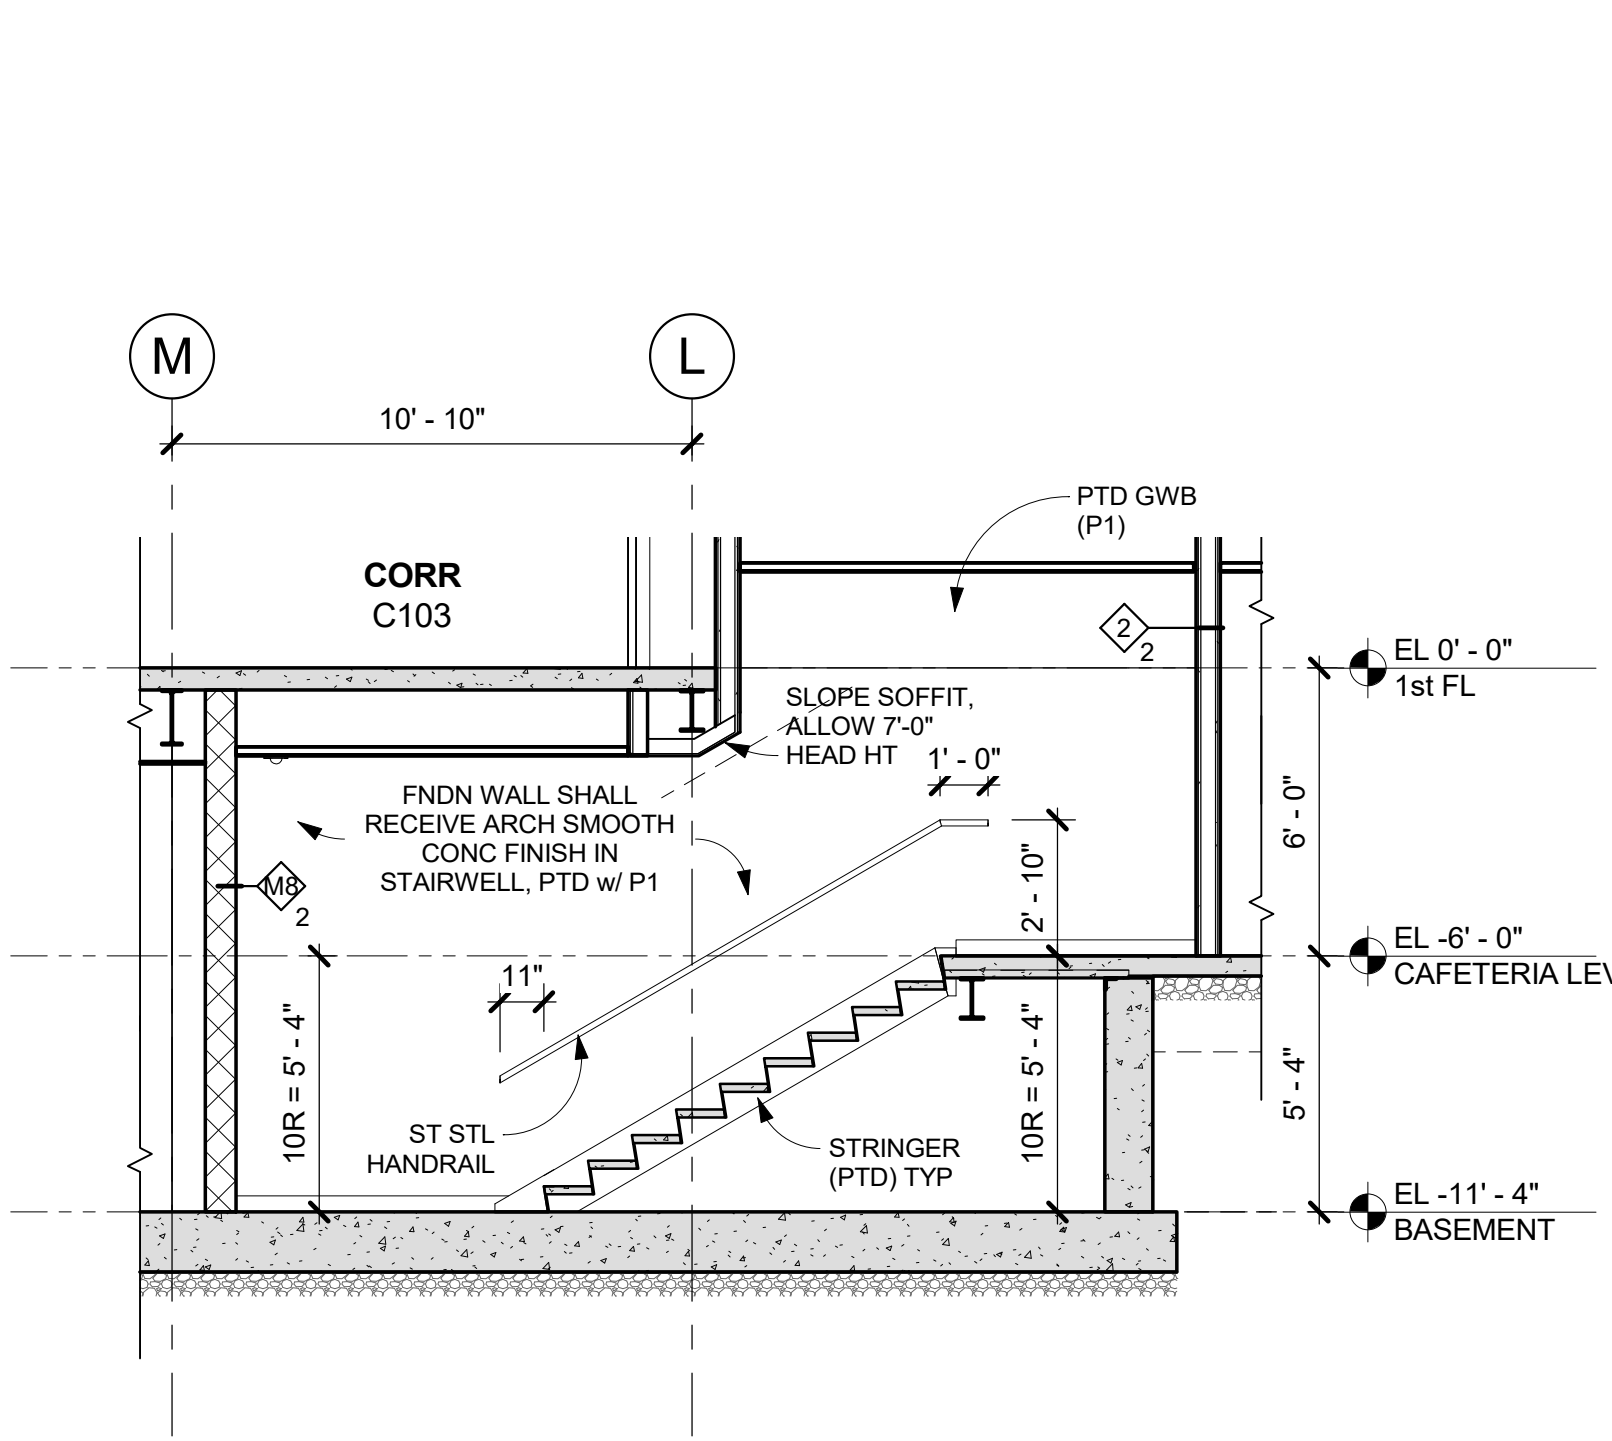 M
L
10' - 10"
PTD GWB
(P1)
CORR
C103
2
2
EL 0' - 0"
1st FL
SLOPE SOFFIT,
ALLOW 7'-0"
HEAD HT
1' - 0"
FNDN WALL SHALL
RECEIVE ARCH SMOOTH
CONC FINISH IN
STAIRWELL, PTD w/ P1
6' - 0"
2' - 10"
M8
2
EL -6' - 0"
CAFETERIA LEV
11"
10R = 5' - 4"
10R = 5' - 4"
5' - 4"
ST STL
HANDRAIL
STRINGER
(PTD) TYP
EL -11' - 4"
BASEMENT